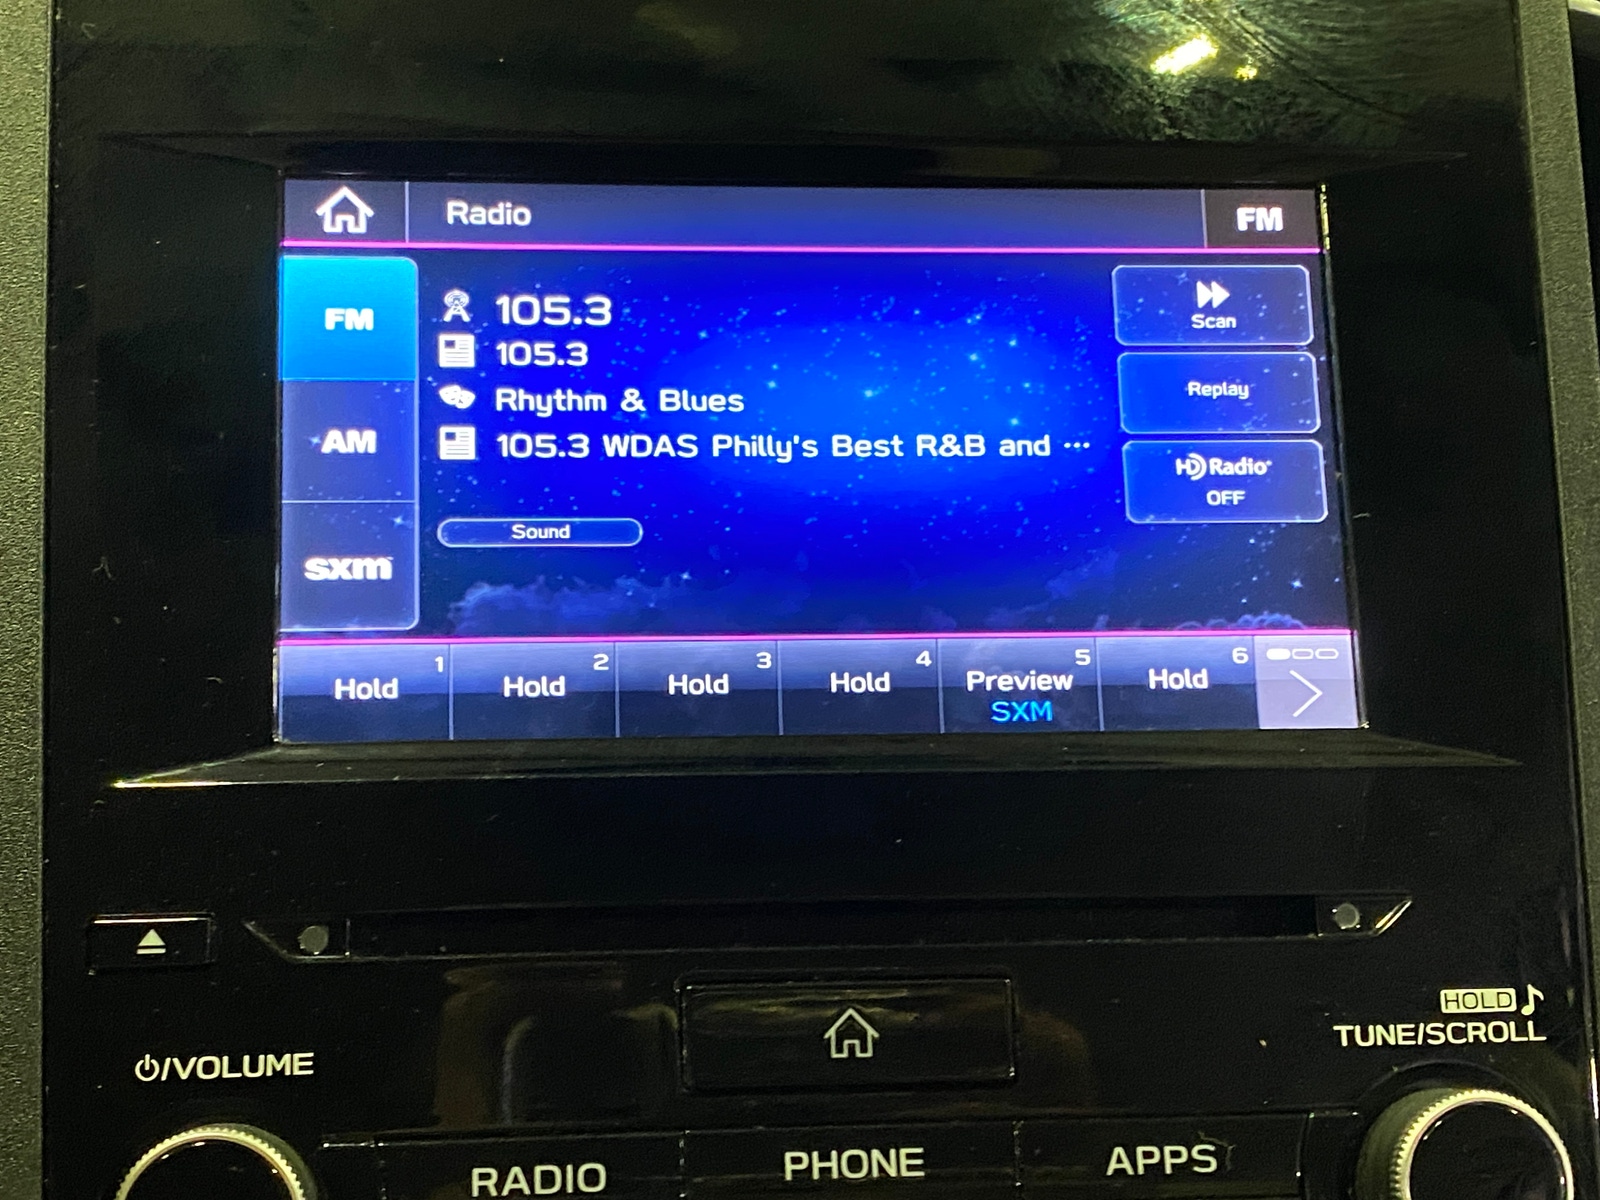 Radio
FM
FM
AM
sxm
105.3
105.3
Rhythm & Blues
105.3 WDAS Philly's Best R&B and ...
Sound
Scan
Replay
HD Radio
OFF
1
Hold
2
Hold
3
Hold
4
Hold
5
Preview
SXM
6
Hold
HOLD
TUNE/SCROLL
/VOLUME
RADIO
PHONE
APPS